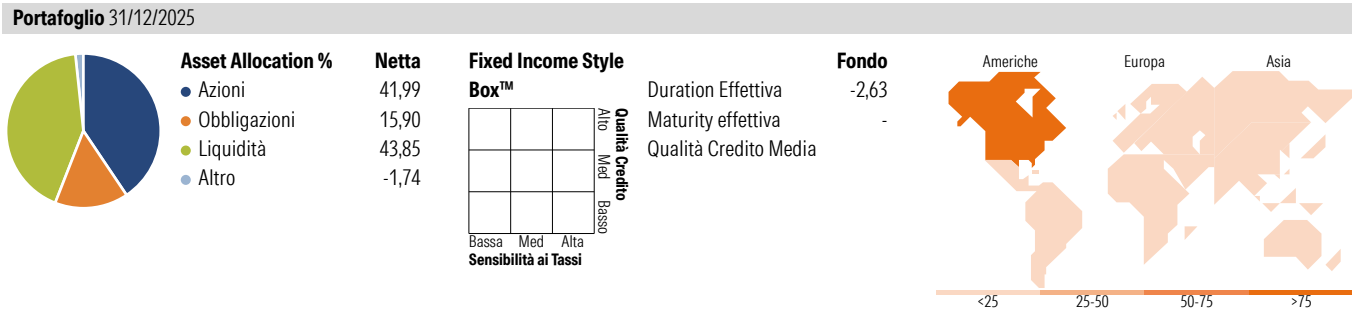 Portafoglio 31/12/2025
Asset Allocation % Netta
Azioni 41,99
Obbligazioni 15,90
Liquidità 43,85
Altro -1,74
Fixed Income Style
Box™
Alto Med Basso
Qualità Credito
Bassa Med Alta
Sensibilità ai Tassi
Fondo
Duration Effettiva -2,63
Maturity effettiva -
Qualità Credito Media
Americhe Europa Asia
<25 25-50 50-75 >75